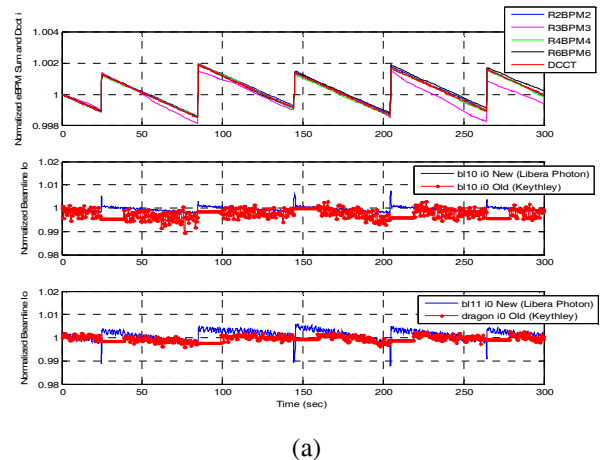 Normalized eBPM Sum and Dcct i
1.004
1.002
1
0.998
0
50
100
150
200
250
300
R2BPM2
R3BPM3
R4BPM4
R6BPM6
DCCT
Normalized Beamline Io
1.02
1.01
1
0.99
0.98
0
50
100
150
200
250
300
bl10 i0 New (Libera Photon)
bl10 i0 Old (Keythley)
Normalized Beamline Io
1.02
1.01
1
0.99
0.98
0
50
100
150
200
250
300
bl11 i0 New (Libera Photon)
dragon i0 Old (Keythley)
Time (sec)
(a)